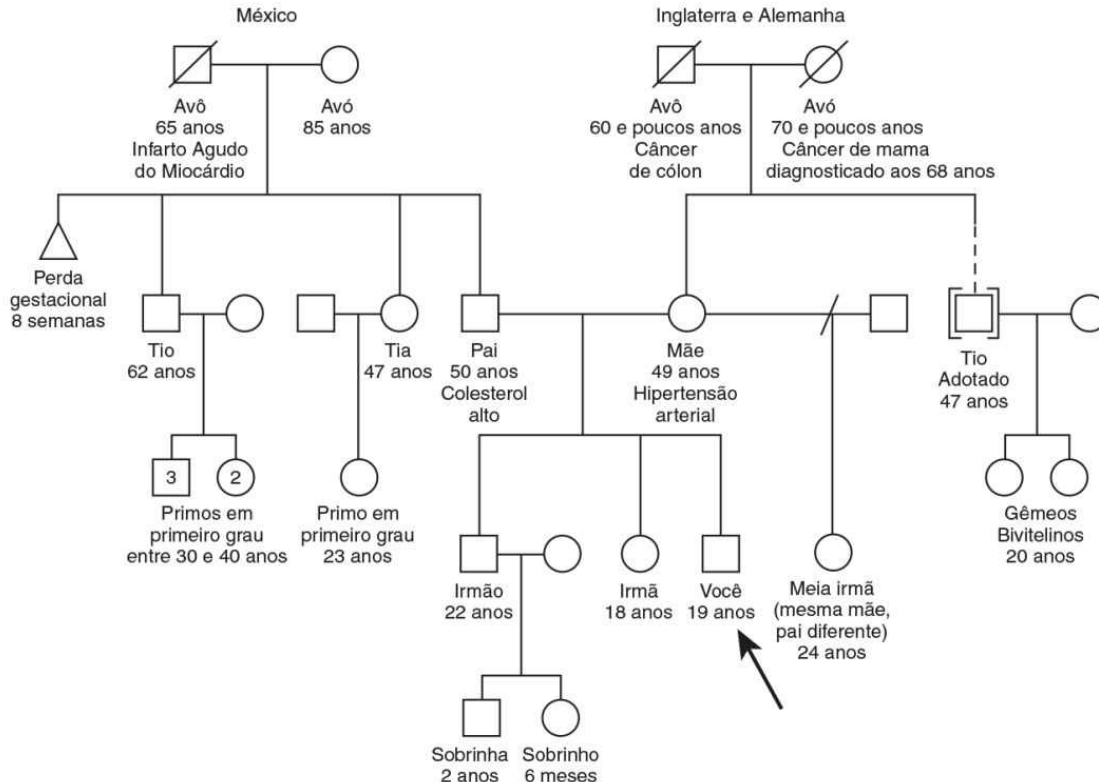 México
Inglaterra e Alemanha
Avô
65 anos
Infarto Agudo
do Miocárdio
Avó
85 anos
Avô
60 e poucos anos
Câncer
de cólon
Avó
70 e poucos anos
Câncer de mama
diagnosticado aos 68 anos
Perda
gestacional
8 semanas
Tio
62 anos
Tia
47 anos
Pai
50 anos
Colesterol
alto
Mãe
49 anos
Hipertensão
arterial
Tio
Adotado
47 anos
3
2
Primos em
primeiro grau
entre 30 e 40 anos
Primo em
primeiro grau
23 anos
Irmão
22 anos
Irmã
18 anos
Você
19 anos
Meia irmã
(mesma mãe,
pai diferente)
24 anos
Gêmeos
Bivitelinos
20 anos
Sobrinha
2 anos
Sobrinho
6 meses